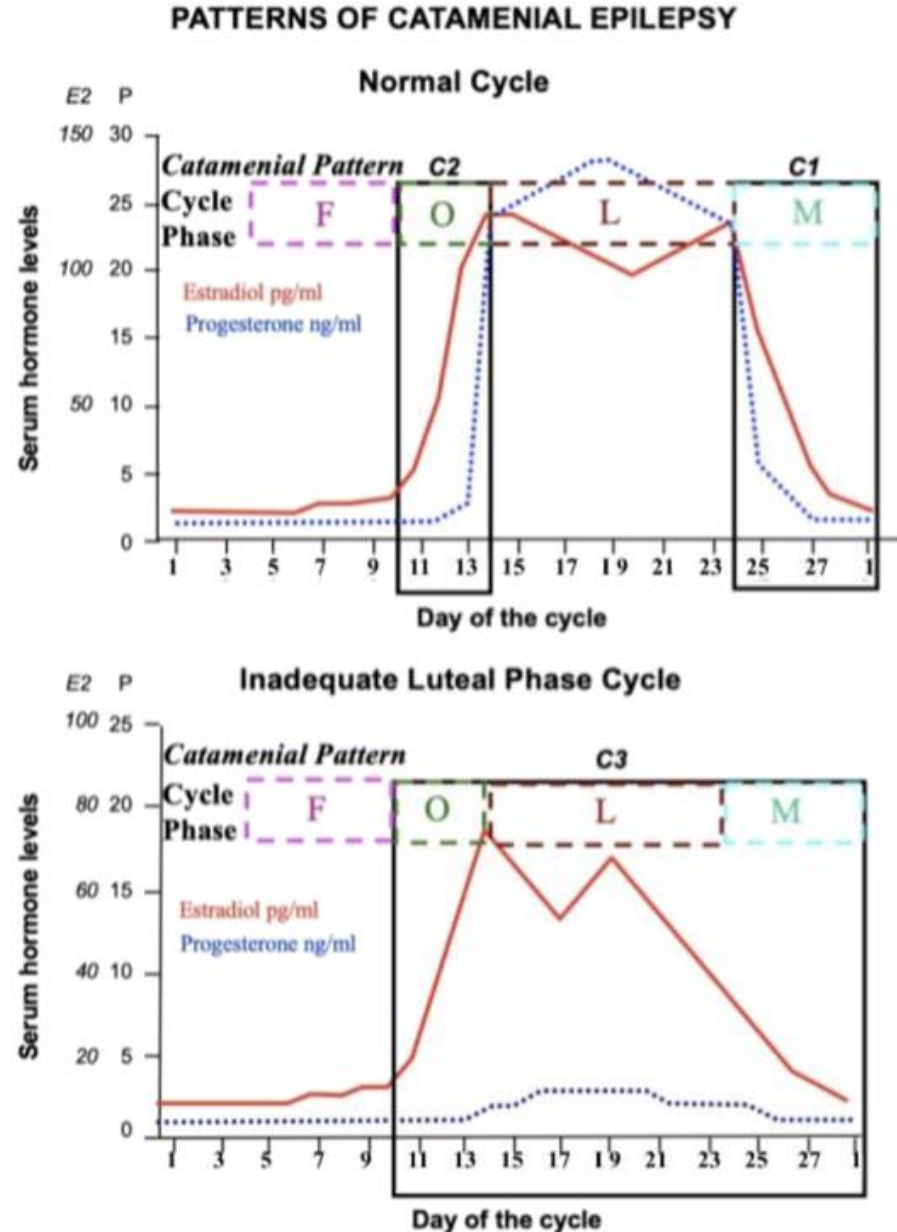 PATTERNS OF CATAMENIAL EPILEPSY
Normal Cycle
E2 P
150 30
Catamenial Pattern C2 C1
Cycle Phase F O L M
25
100 20
Estradiol pg/ml
Progesterone ng/ml
15
50 10
5
0
Serum hormone levels
1 3 5 7 9 11 13 15 17 19 21 23 25 27 1
Day of the cycle
Inadequate Luteal Phase Cycle
E2 P
100 25
Catamenial Pattern C3
Cycle Phase F O L M
80 20
60 15
Estradiol pg/ml
Progesterone ng/ml
40 10
20 5
0
Serum hormone levels
1 3 5 7 9 11 13 15 17 19 21 23 25 27 1
Day of the cycle